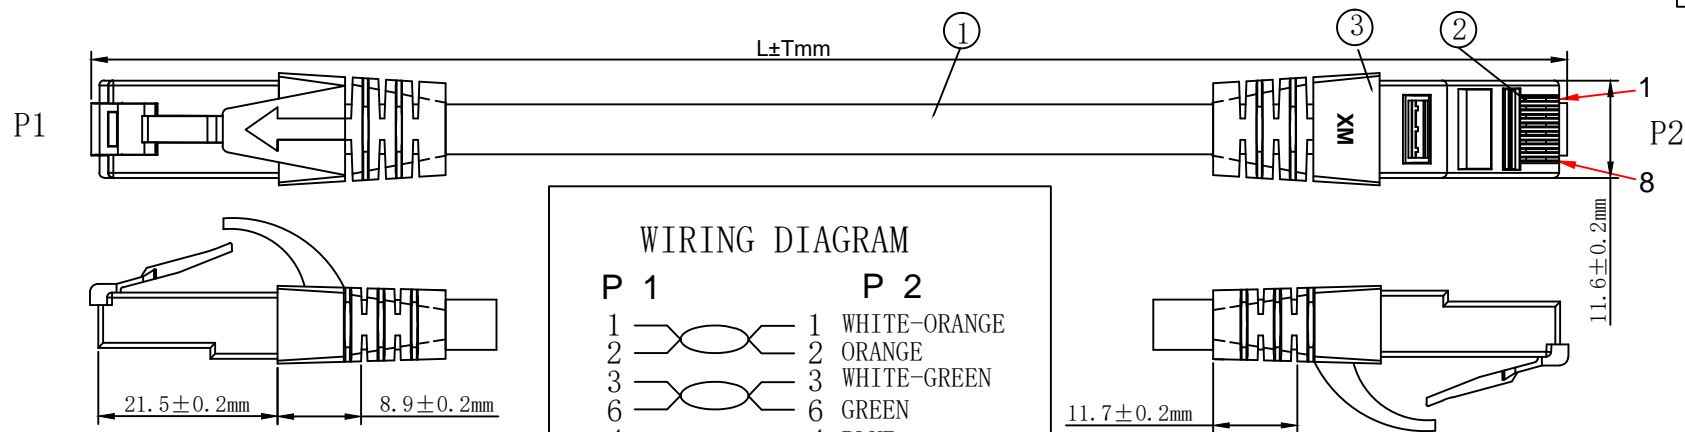 L±Tmm
① ③ ②
P1
XM
1
P2
8
11.6±0.2mm
WIRING DIAGRAM
P 1 P 2
1 1 WHITE-ORANGE
2 2 ORANGE
3 3 WHITE-GREEN
6 6 GREEN
21.5±0.2mm 8.9±0.2mm
11.7±0.2mm